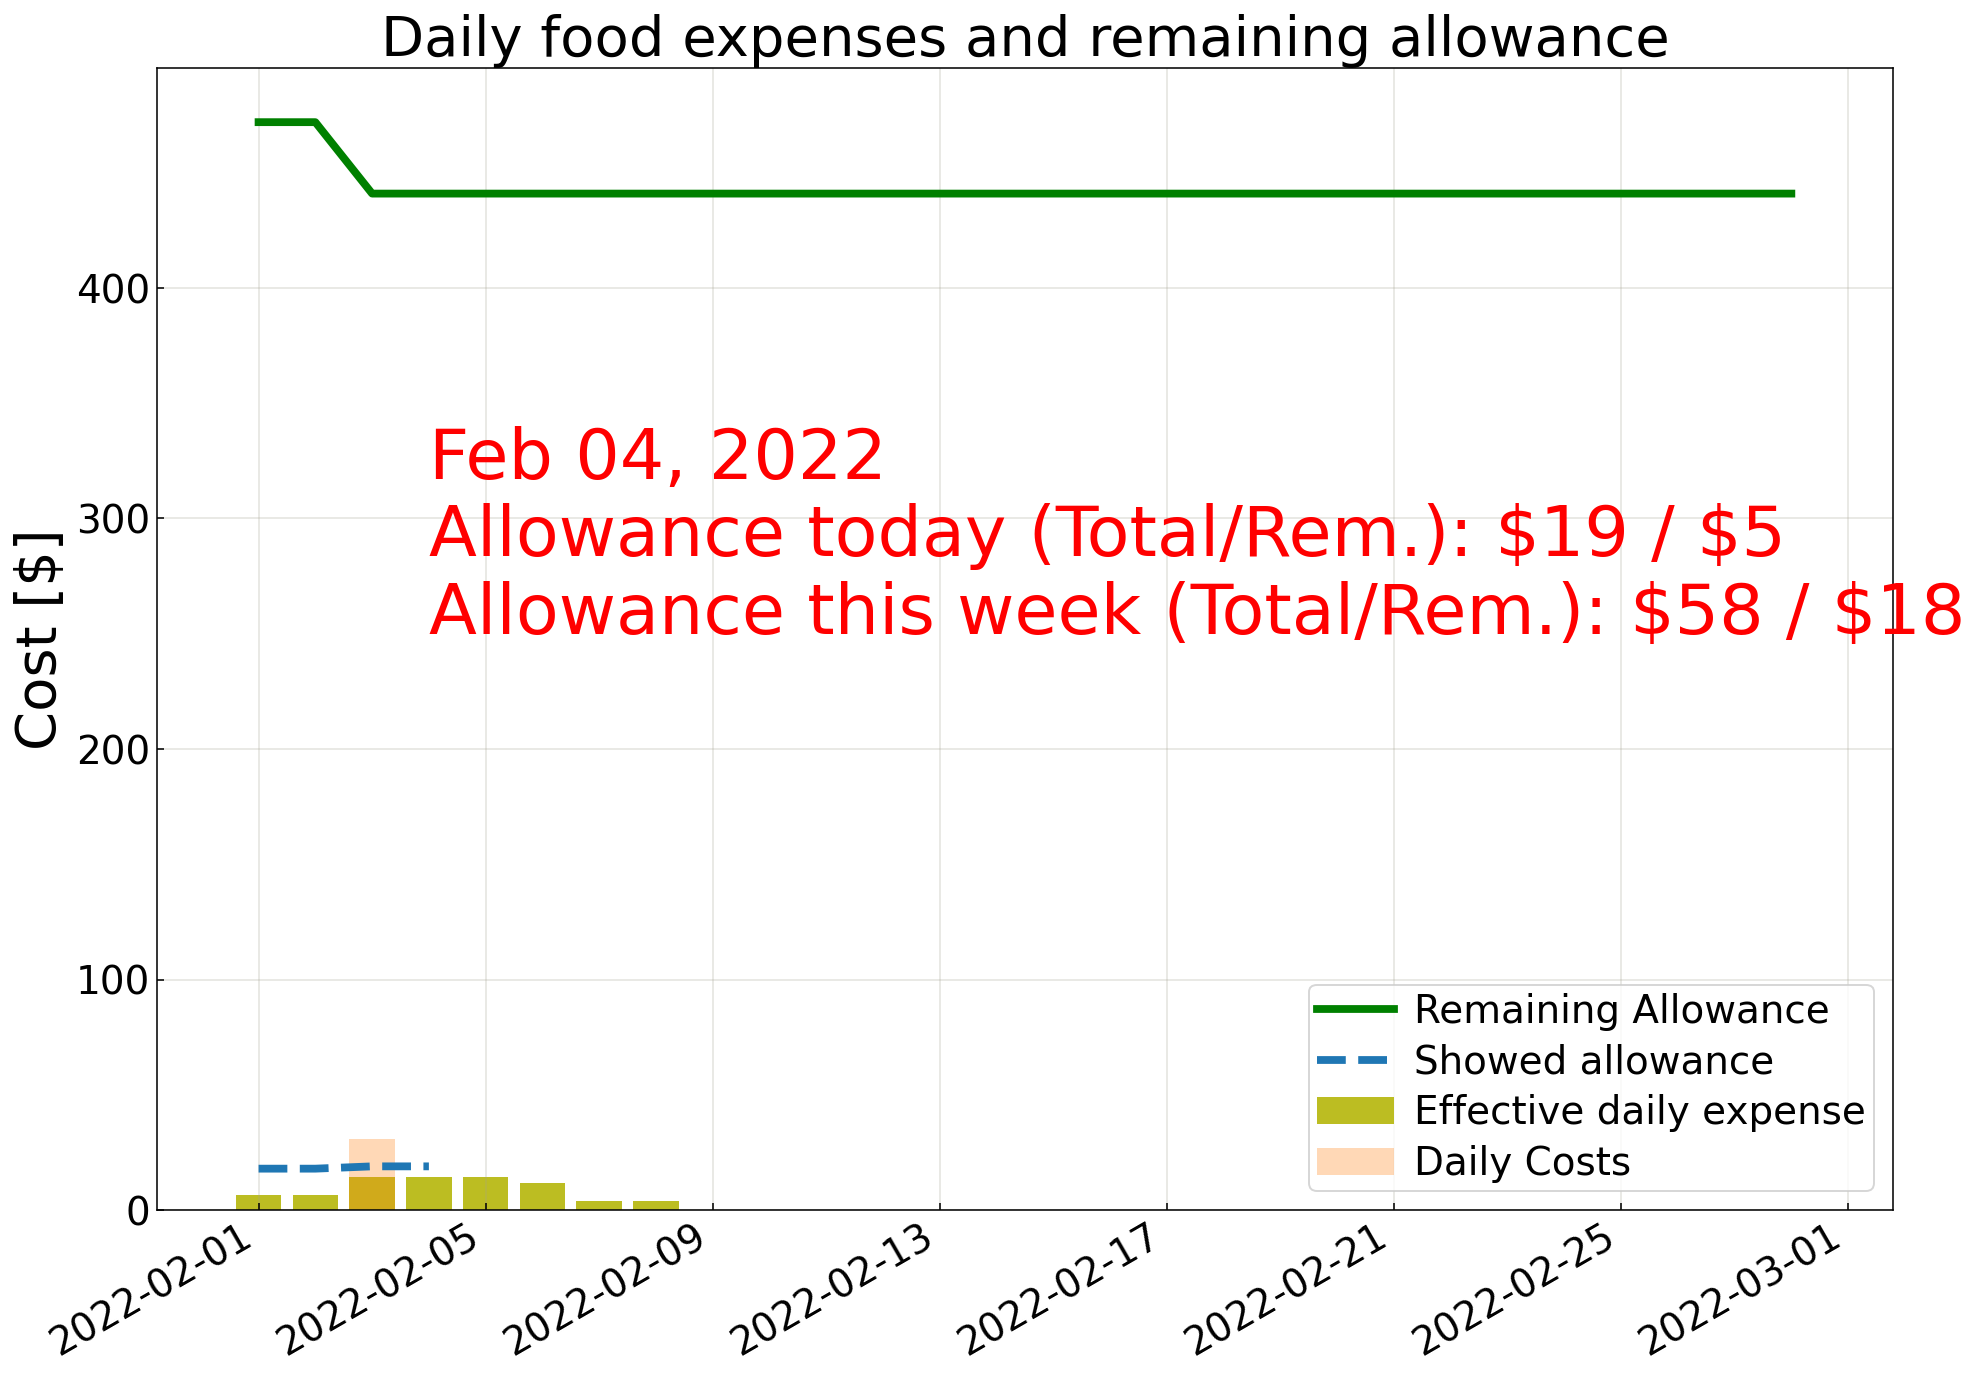 Daily food expenses and remaining allowance
Cost [$]
400
300
200
100
0
Feb 04, 2022
Allowance today (Total/Rem.): $19 / $5
Allowance this week (Total/Rem.): $58 / $18
Remaining Allowance
Showed allowance
Effective daily expense
Daily Costs
2022-02-01
2022-02-05
2022-02-09
2022-02-13
2022-02-17
2022-02-21
2022-02-25
2022-03-01